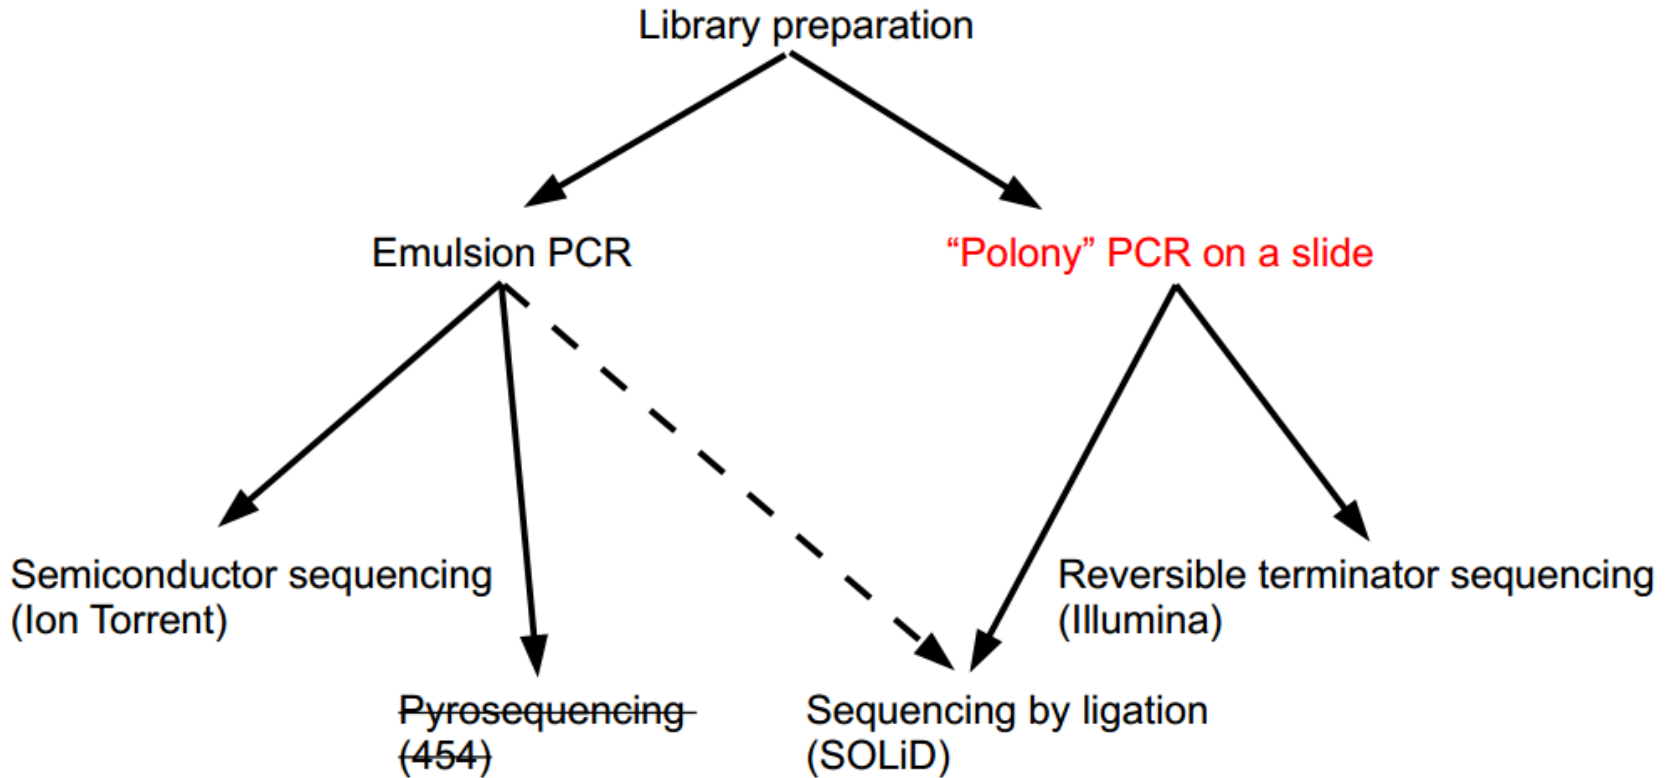 Library preparation
Emulsion PCR
“Polony” PCR on a slide
Semiconductor sequencing
(Ion Torrent)
Reversible terminator sequencing
(Illumina)
Pyrosequencing
(454)
Sequencing by ligation
(SOLiD)